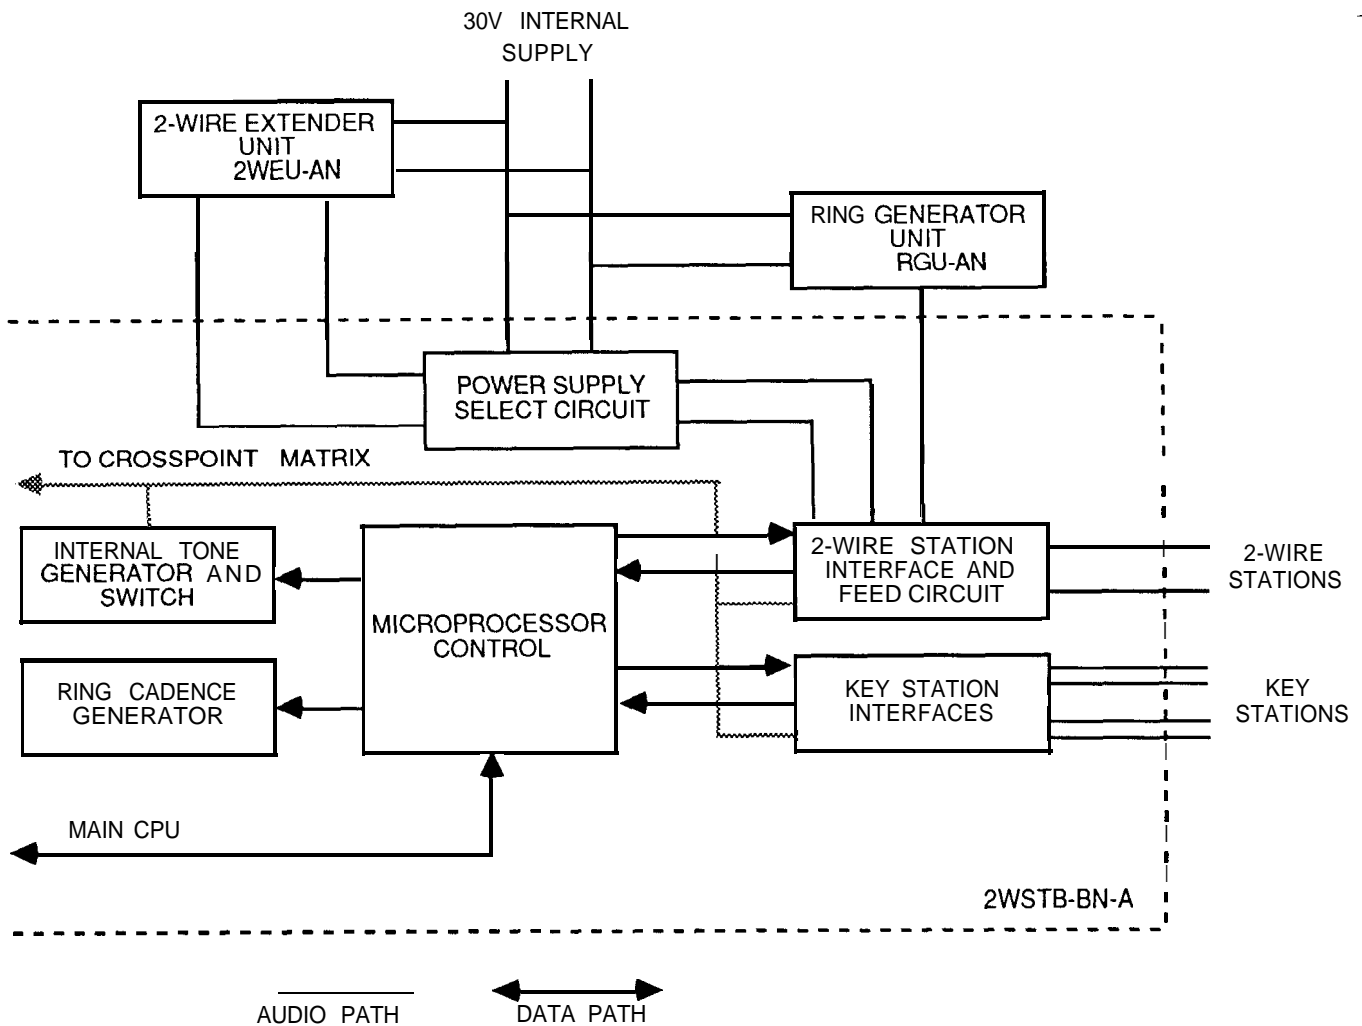 30V INTERNAL
SUPPLY
2-WIRE EXTENDER
UNIT
2WEU-AN
RING GENERATOR
UNIT
RGU-AN
POWER SUPPLY
SELECT CIRCUIT
TO CROSSPOINT MATRIX
INTERNAL TONE
GENERATOR AND
SWITCH
MICROPROCESSOR
CONTROL
2-WIRE STATION
INTERFACE AND
FEED CIRCUIT
2-WIRE
STATIONS
RING CADENCE
GENERATOR
KEY STATION
INTERFACES
KEY
STATIONS
MAIN CPU
2WSTB-BN-A
AUDIO PATH
DATA PATH